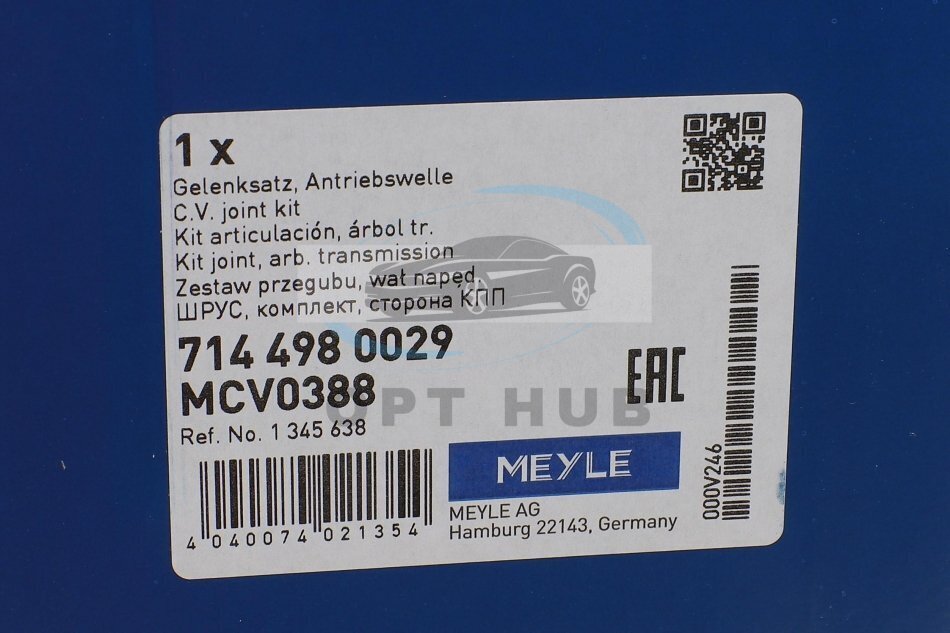 1 x
Gelenksatz, Antriebswelle
C.V. joint kit
Kit articulación, árbol tr.
Kit joint, arb. transmission
Zestaw przegubu, wał napęd
ШРУС, комплект, сторона КПП
714 498 0029
MCV0388
EAC
OPT HUB
Ref. No. 1 345 638
MEYLE
MEYLE AG
Hamburg 22143, Germany
4 040074 021354
000V246